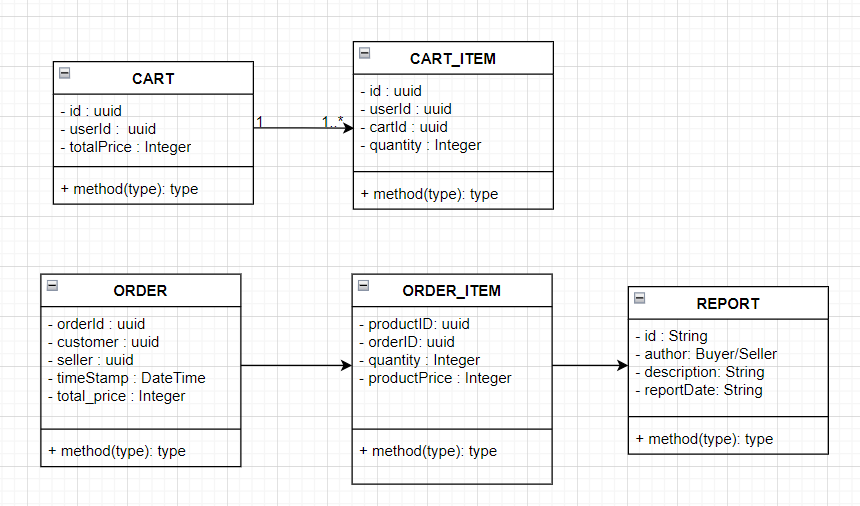 CART
- id : uuid
- userId :  uuid
- totalPrice : Integer
+ method(type): type
1
1..*
CART_ITEM
- id : uuid
- userId : uuid
- cartId : uuid
- quantity : Integer
+ method(type): type
ORDER
- orderId : uuid
- customer : uuid
- seller : uuid
- timeStamp : DateTime
- total_price : Integer
+ method(type): type
ORDER_ITEM
- productID: uuid
- orderID: uuid
- quantity : Integer
- productPrice : Integer
+ method(type): type
REPORT
- id : String
- author: Buyer/Seller
- description: String
- reportDate: String
+ method(type): type